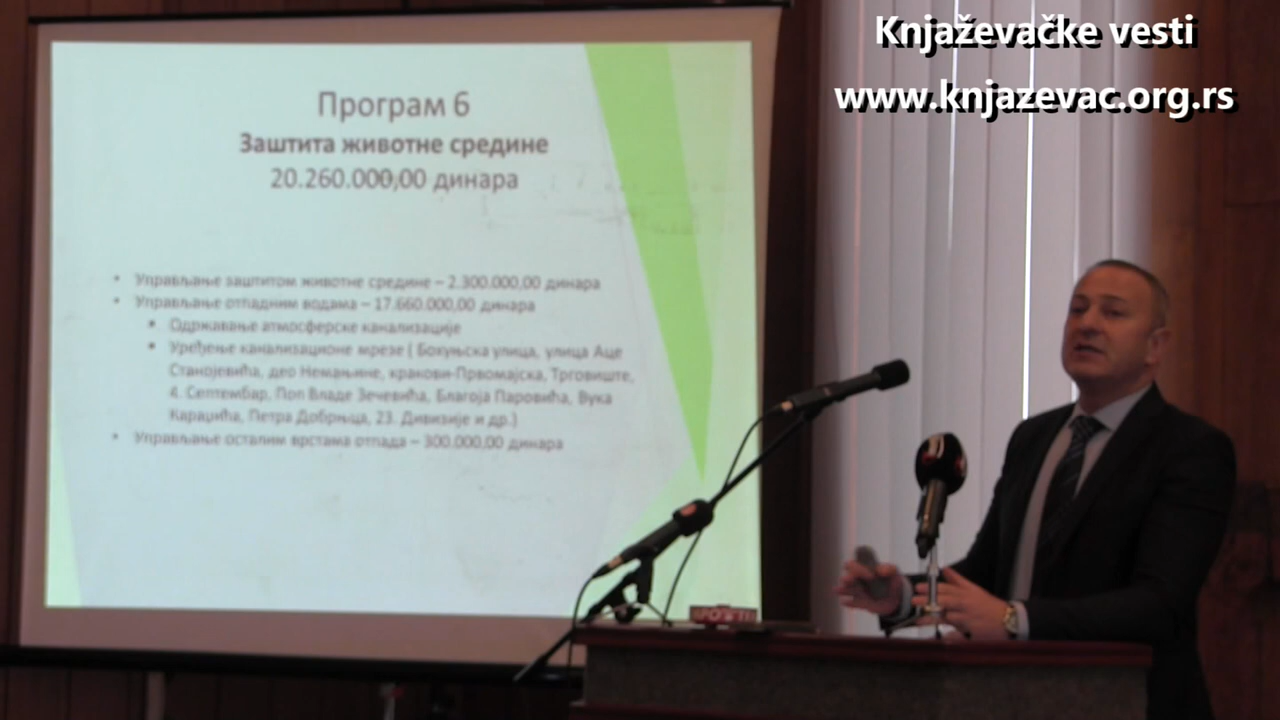 Knjaževačke vesti
www.knjazevac.org.rs
Програм 6
Заштита животне средине
20.260.000,00 динара
• Управљање заштитом животне средине – 2.300.000,00 динара
• Управљање отпадним водама – 17.660.000,00 динара
• Одржавање атмосферске канализације
• Уређење канализационе мрезе ( Бокуњска улица, улица Аце
Станојевића, део Немањине, кракови-Првомајска, Трговиште,
4. Септембар, Поп Владе Зечевића, Благоја Паровића, Вука
Караџића, Петра Добрњца, 23. Дивизије и др.)
• Управљање осталим врстама отпада – 300.000,00 динара